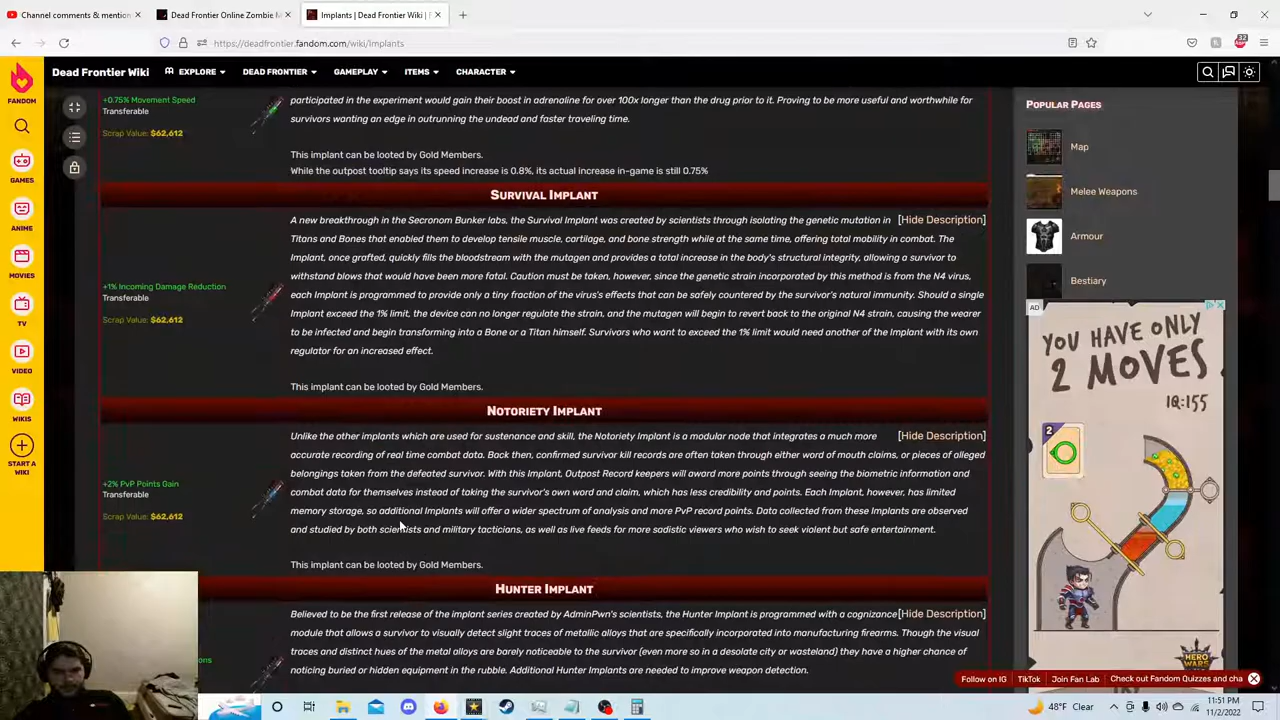 Youtube comments & mention
Dead Frontier Online Zombie M
Implants | Dead Frontier Wiki | F
https://deadfrontier.fandom.com/wiki/Implants
32
FANDOM
Dead Frontier Wiki
EXPLORE
DEAD FRONTIER
GAMEPLAY
ITEMS
CHARACTER
GAMES
ANIME
MOVIES
TV
VIDEO
WIKIS
START A
WIKI
+0.75% Movement Speed
Transferable
Scrap Value: $62,612
participated in the experiment would gain their boost in adrenaline for over 100x longer than the drug prior to it. Proving to be more useful and worthwhile for
survivors wanting an edge in outrunning the undead and faster traveling time.
This implant can be looted by Gold Members.
While the outpost tooltip says its speed increase is 0.8%, its actual increase in-game is still 0.75%
SURVIVAL IMPLANT
[Hide Description]
A new breakthrough in the Secronom Bunker labs, the Survival Implant was created by scientists through isolating the genetic mutation in
Titans and Bones that enabled them to develop tensile muscle, cartilage, and bone strength while at the same time, offering total mobility in combat. The
Implant, once grafted, quickly fills the bloodstream with the mutagen and provides a total increase in the body's structural integrity, allowing a survivor to
withstand blows that would have been more fatal. Caution must be taken, however, since the genetic strain incorporated by this method is from the N4 virus,
each Implant is programmed to provide only a tiny fraction of the virus's effects that can be safely countered by the survivor's natural immunity. Should a single
Implant exceed the 1% limit, the device can no longer regulate the strain, and the mutagen will begin to revert back to the original N4 strain, causing the wearer
to be infected and begin transforming into a Bone or a Titan himself. Survivors who want to exceed the 1% limit would need another of the Implant with its own
regulator for an increased effect.
+1% Incoming Damage Reduction
Transferable
Scrap Value: $62,612
This implant can be looted by Gold Members.
NOTORIETY IMPLANT
[Hide Description]
Unlike the other implants which are used for sustenance and skill, the Notoriety Implant is a modular node that integrates a much more
accurate recording of real time combat data. Back then, confirmed survivor kill records are often taken through either word of mouth claims, or pieces of alleged
belongings taken from the defeated survivor. With this Implant, Outpost Record keepers will award more points through seeing the biometric information and
combat data for themselves instead of taking the survivor's own word and claim, which has less credibility and points. Each Implant, however, has limited
memory storage, so additional Implants will offer a wider spectrum of analysis and more PvP record points. Data collected from these Implants are observed
and studied by both scientists and military tacticians, as well as live feeds for more sadistic viewers who wish to seek violent but safe entertainment.
+2% PvP Points Gain
Transferable
Scrap Value: $62,612
This implant can be looted by Gold Members.
HUNTER IMPLANT
[Hide Description]
Believed to be the first release of the implant series created by AdminPwn's scientists, the Hunter Implant is programmed with a cognizance
module that allows a survivor to visually detect slight traces of metallic alloys that are specifically incorporated into manufacturing firearms. Though the visual
traces and distinct hues of the metal alloys are barely noticeable to the survivor (even more so in a desolate city or wasteland) they have a higher chance of
noticing buried or hidden equipment in the rubble. Additional Hunter Implants are needed to improve weapon detection.
ons
POPULAR PAGES
Map
Melee Weapons
Armour
Bestiary
AD
YOU HAVE ONLY
2 MOVES
IQ:155
2
HERO
WARS
Follow on IG
TikTok
Join Fan Lab
Check out Fandom Quizzes and cha
48°F Clear
11:51 PM
11/2/2022